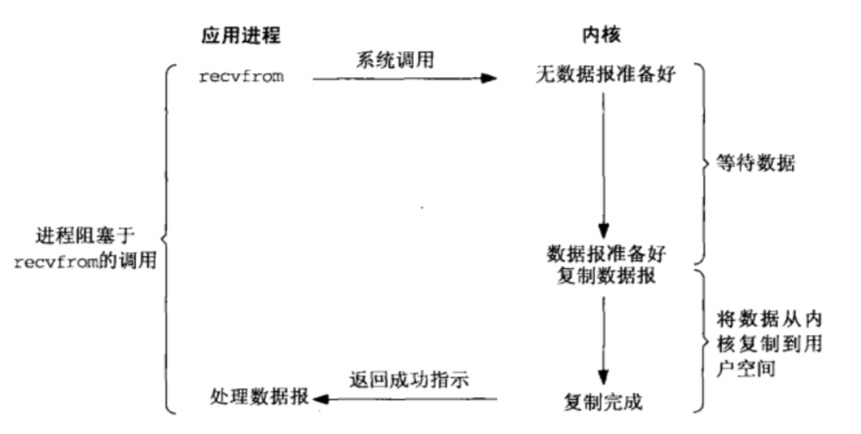 应用进程
内核
系统调用
recvfrom
无数据报准备好
等待数据
进程阻塞于
recvfrom的调用
数据报准备好
复制数据报
将数据从内
核复制到用
户空间
返回成功指示
处理数据报
复制完成